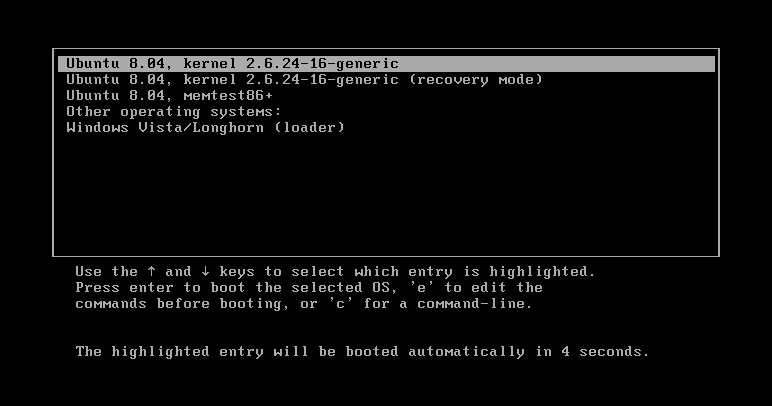 Ubuntu 8.04, kernel 2.6.24-16-generic
Ubuntu 8.04, kernel 2.6.24-16-generic (recovery mode)
Ubuntu 8.04, memtest86+
Other operating systems:
Windows Vista/Longhorn (loader)
Use the ↑ and ↓ keys to select which entry is highlighted.
Press enter to boot the selected OS, 'e' to edit the
commands before booting, or 'c' for a command-line.
The highlighted entry will be booted automatically in 4 seconds.